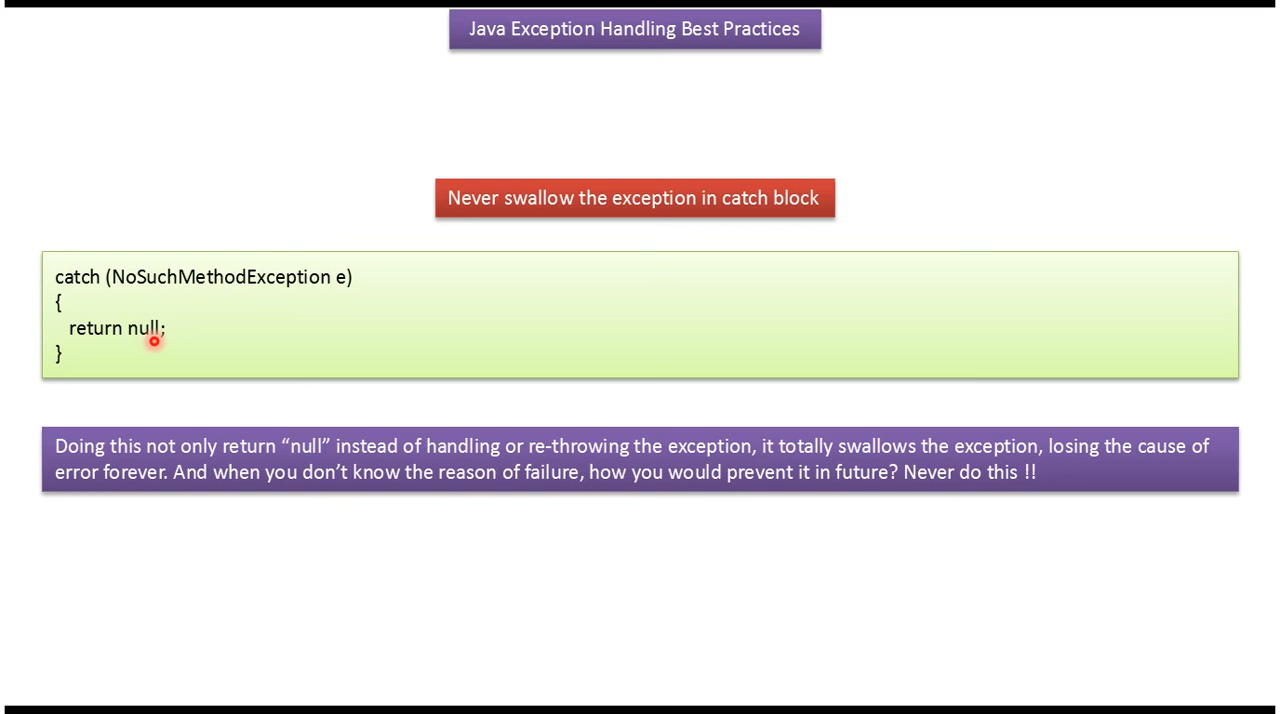 Java Exception Handling Best Practices
Never swallow the exception in catch block
catch (NoSuchMethodException e)
{
return null;
}
Doing this not only return “null” instead of handling or re-throwing the exception, it totally swallows the exception, losing the cause of
error forever. And when you don’t know the reason of failure, how you would prevent it in future? Never do this !!